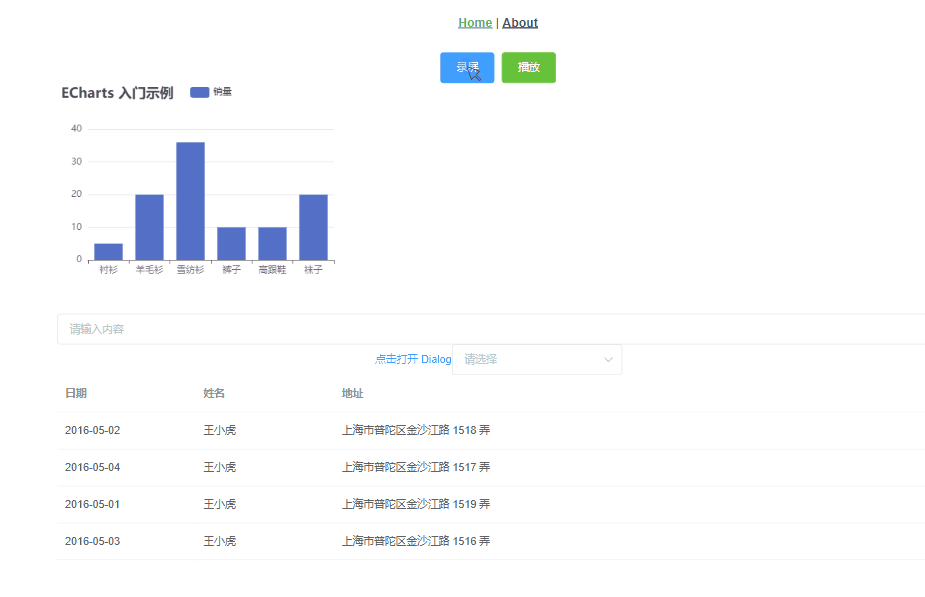 Home | About
录屏 播放
ECharts 入门示例 销量
40
30
20
10
0
衬衫 羊毛衫 雪纺衫 裤子 高跟鞋 袜子
请输入内容
点击打开 Dialog 请选择
日期 姓名 地址
2016-05-02 王小虎 上海市普陀区金沙江路 1518 弄
2016-05-04 王小虎 上海市普陀区金沙江路 1517 弄
2016-05-01 王小虎 上海市普陀区金沙江路 1519 弄
2016-05-03 王小虎 上海市普陀区金沙江路 1516 弄